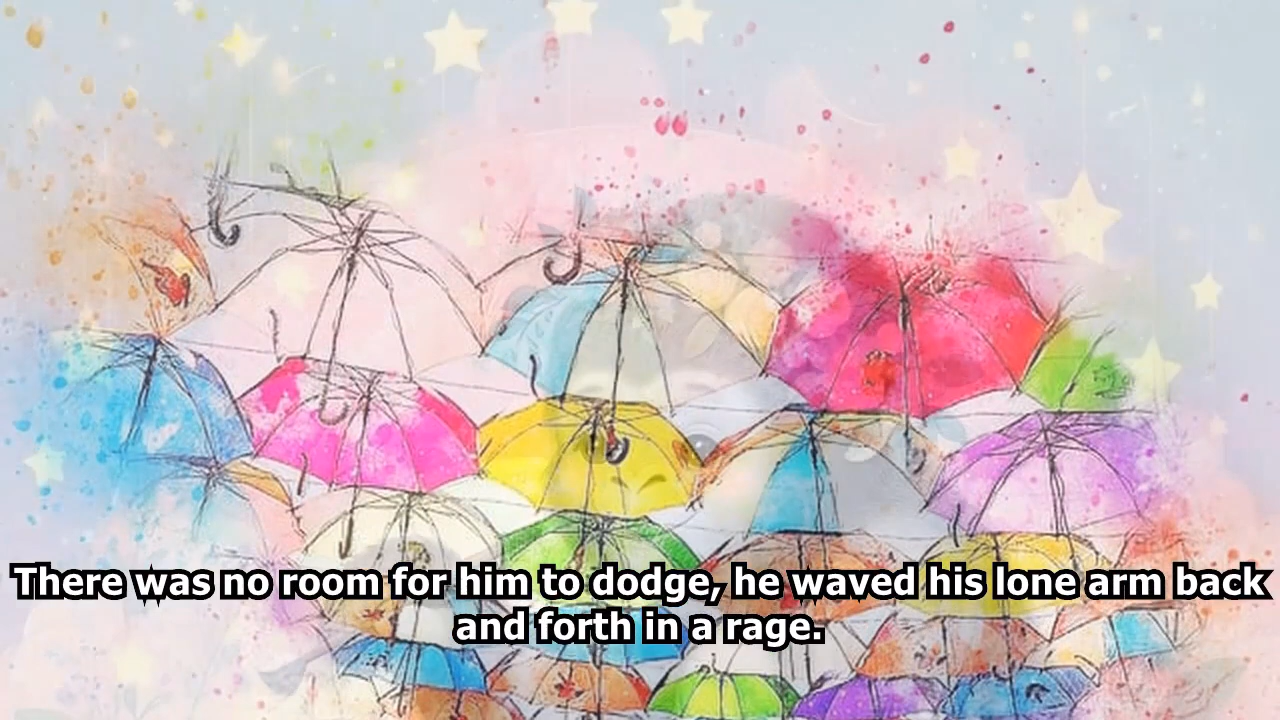 There was no room for him to dodge, he waved his lone arm back
and forth in a rage.